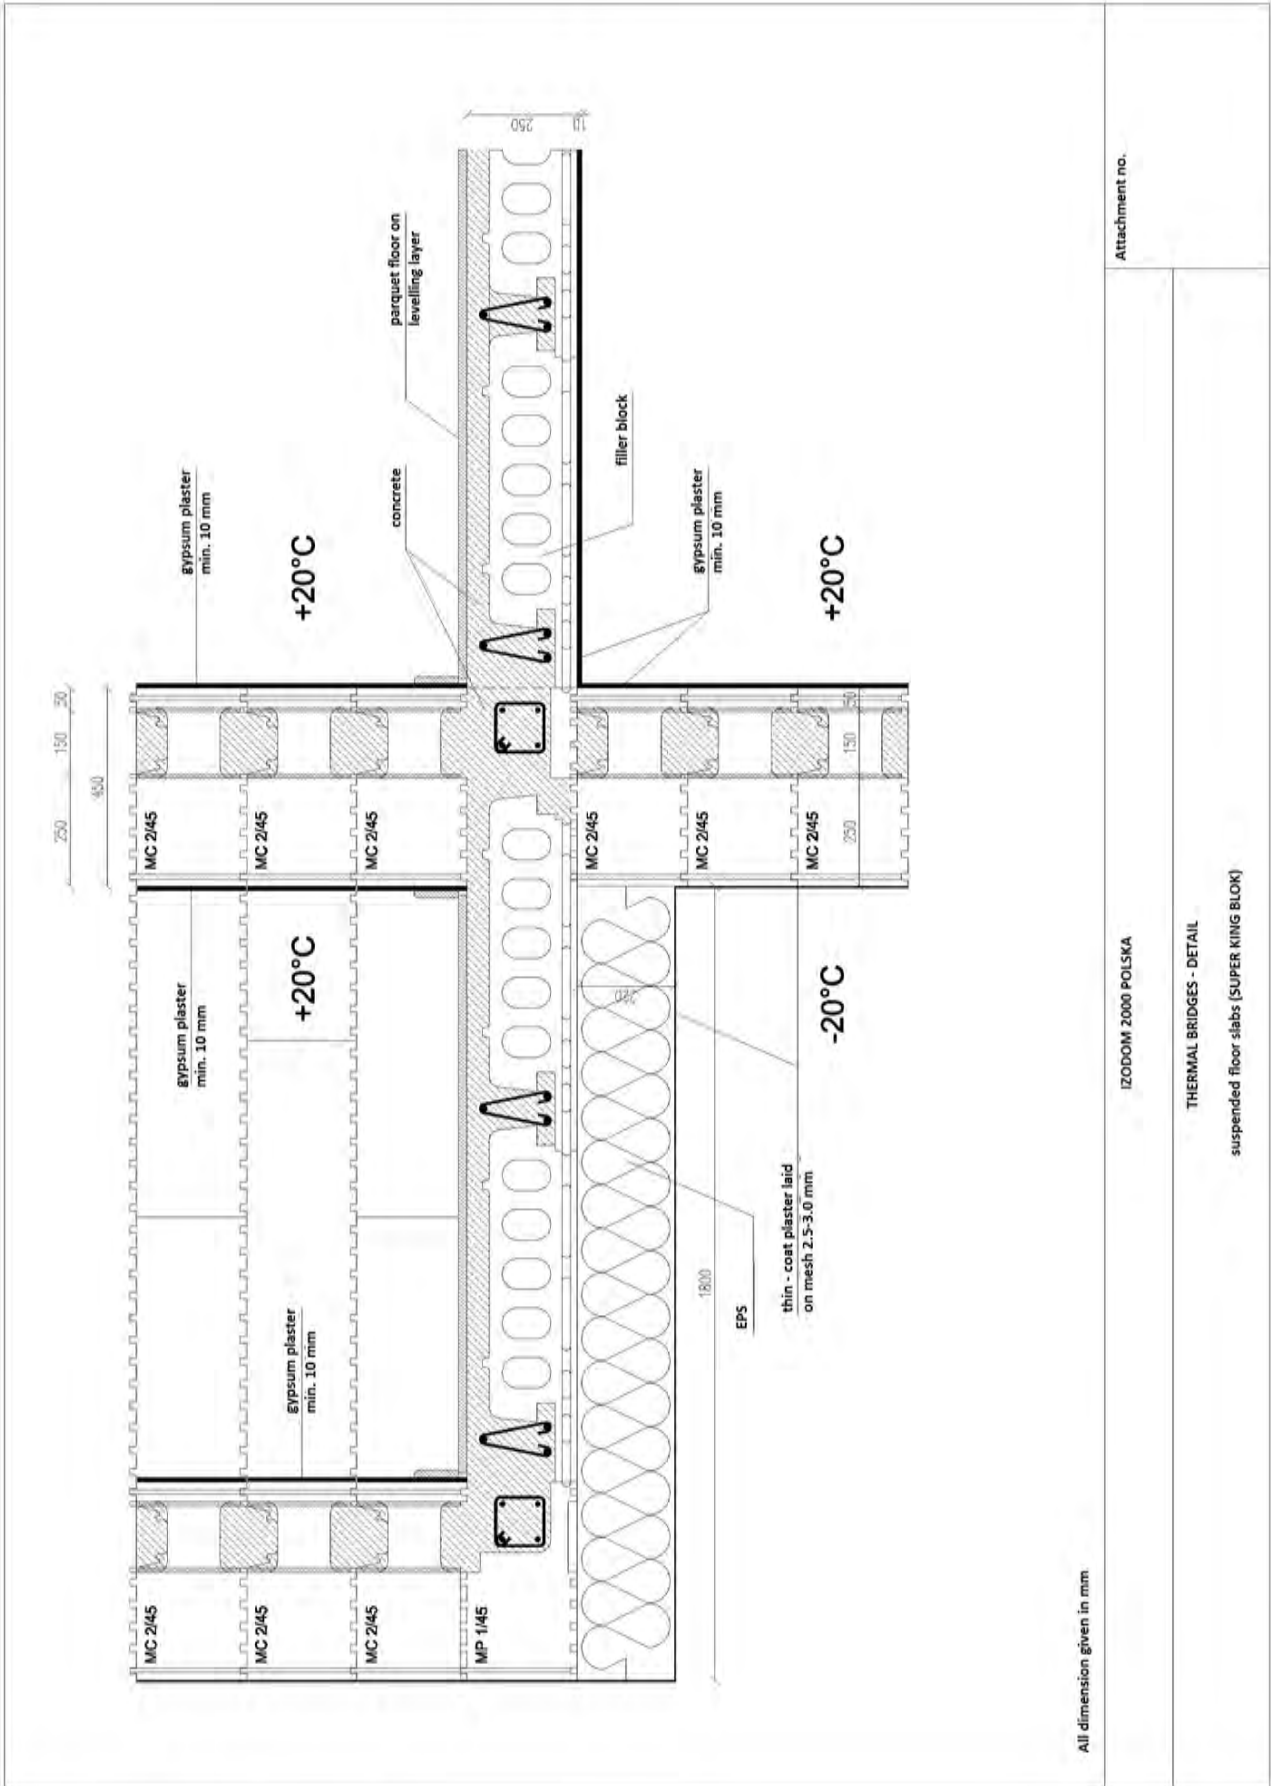 250 150 50
450
MC 2/45
MC 2/45
gypsum plaster
min. 10 mm
gypsum plaster
min. 10 mm
MC 2/45
MC 2/45
gypsum plaster
min. 10 mm
+20°C
+20°C
MC 2/45
MC 2/45
concrete
parquet floor on
levelling layer
MP 1/45
250
10
MC 2/45
filler block
220
MC 2/45
gypsum plaster
min. 10 mm
1800
EPS
thin - coat plaster laid
on mesh 2.5-3.0 mm
MC 2/45
-20°C
+20°C
250 150 50
All dimension given in mm
IZODOM 2000 POLSKA
Attachment no.
THERMAL BRIDGES - DETAIL
suspended floor slabs (SUPER KING BLOK)